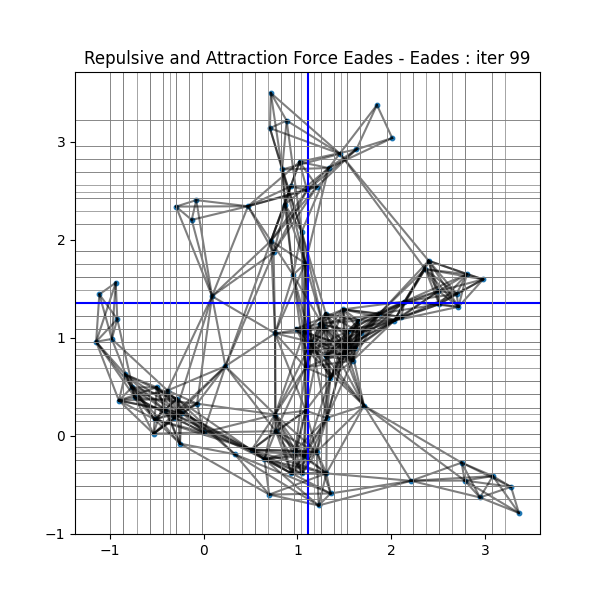 Repulsive and Attraction Force Eades - Eades : iter 99
3
2
1
0
−1
−1 0 1 2 3